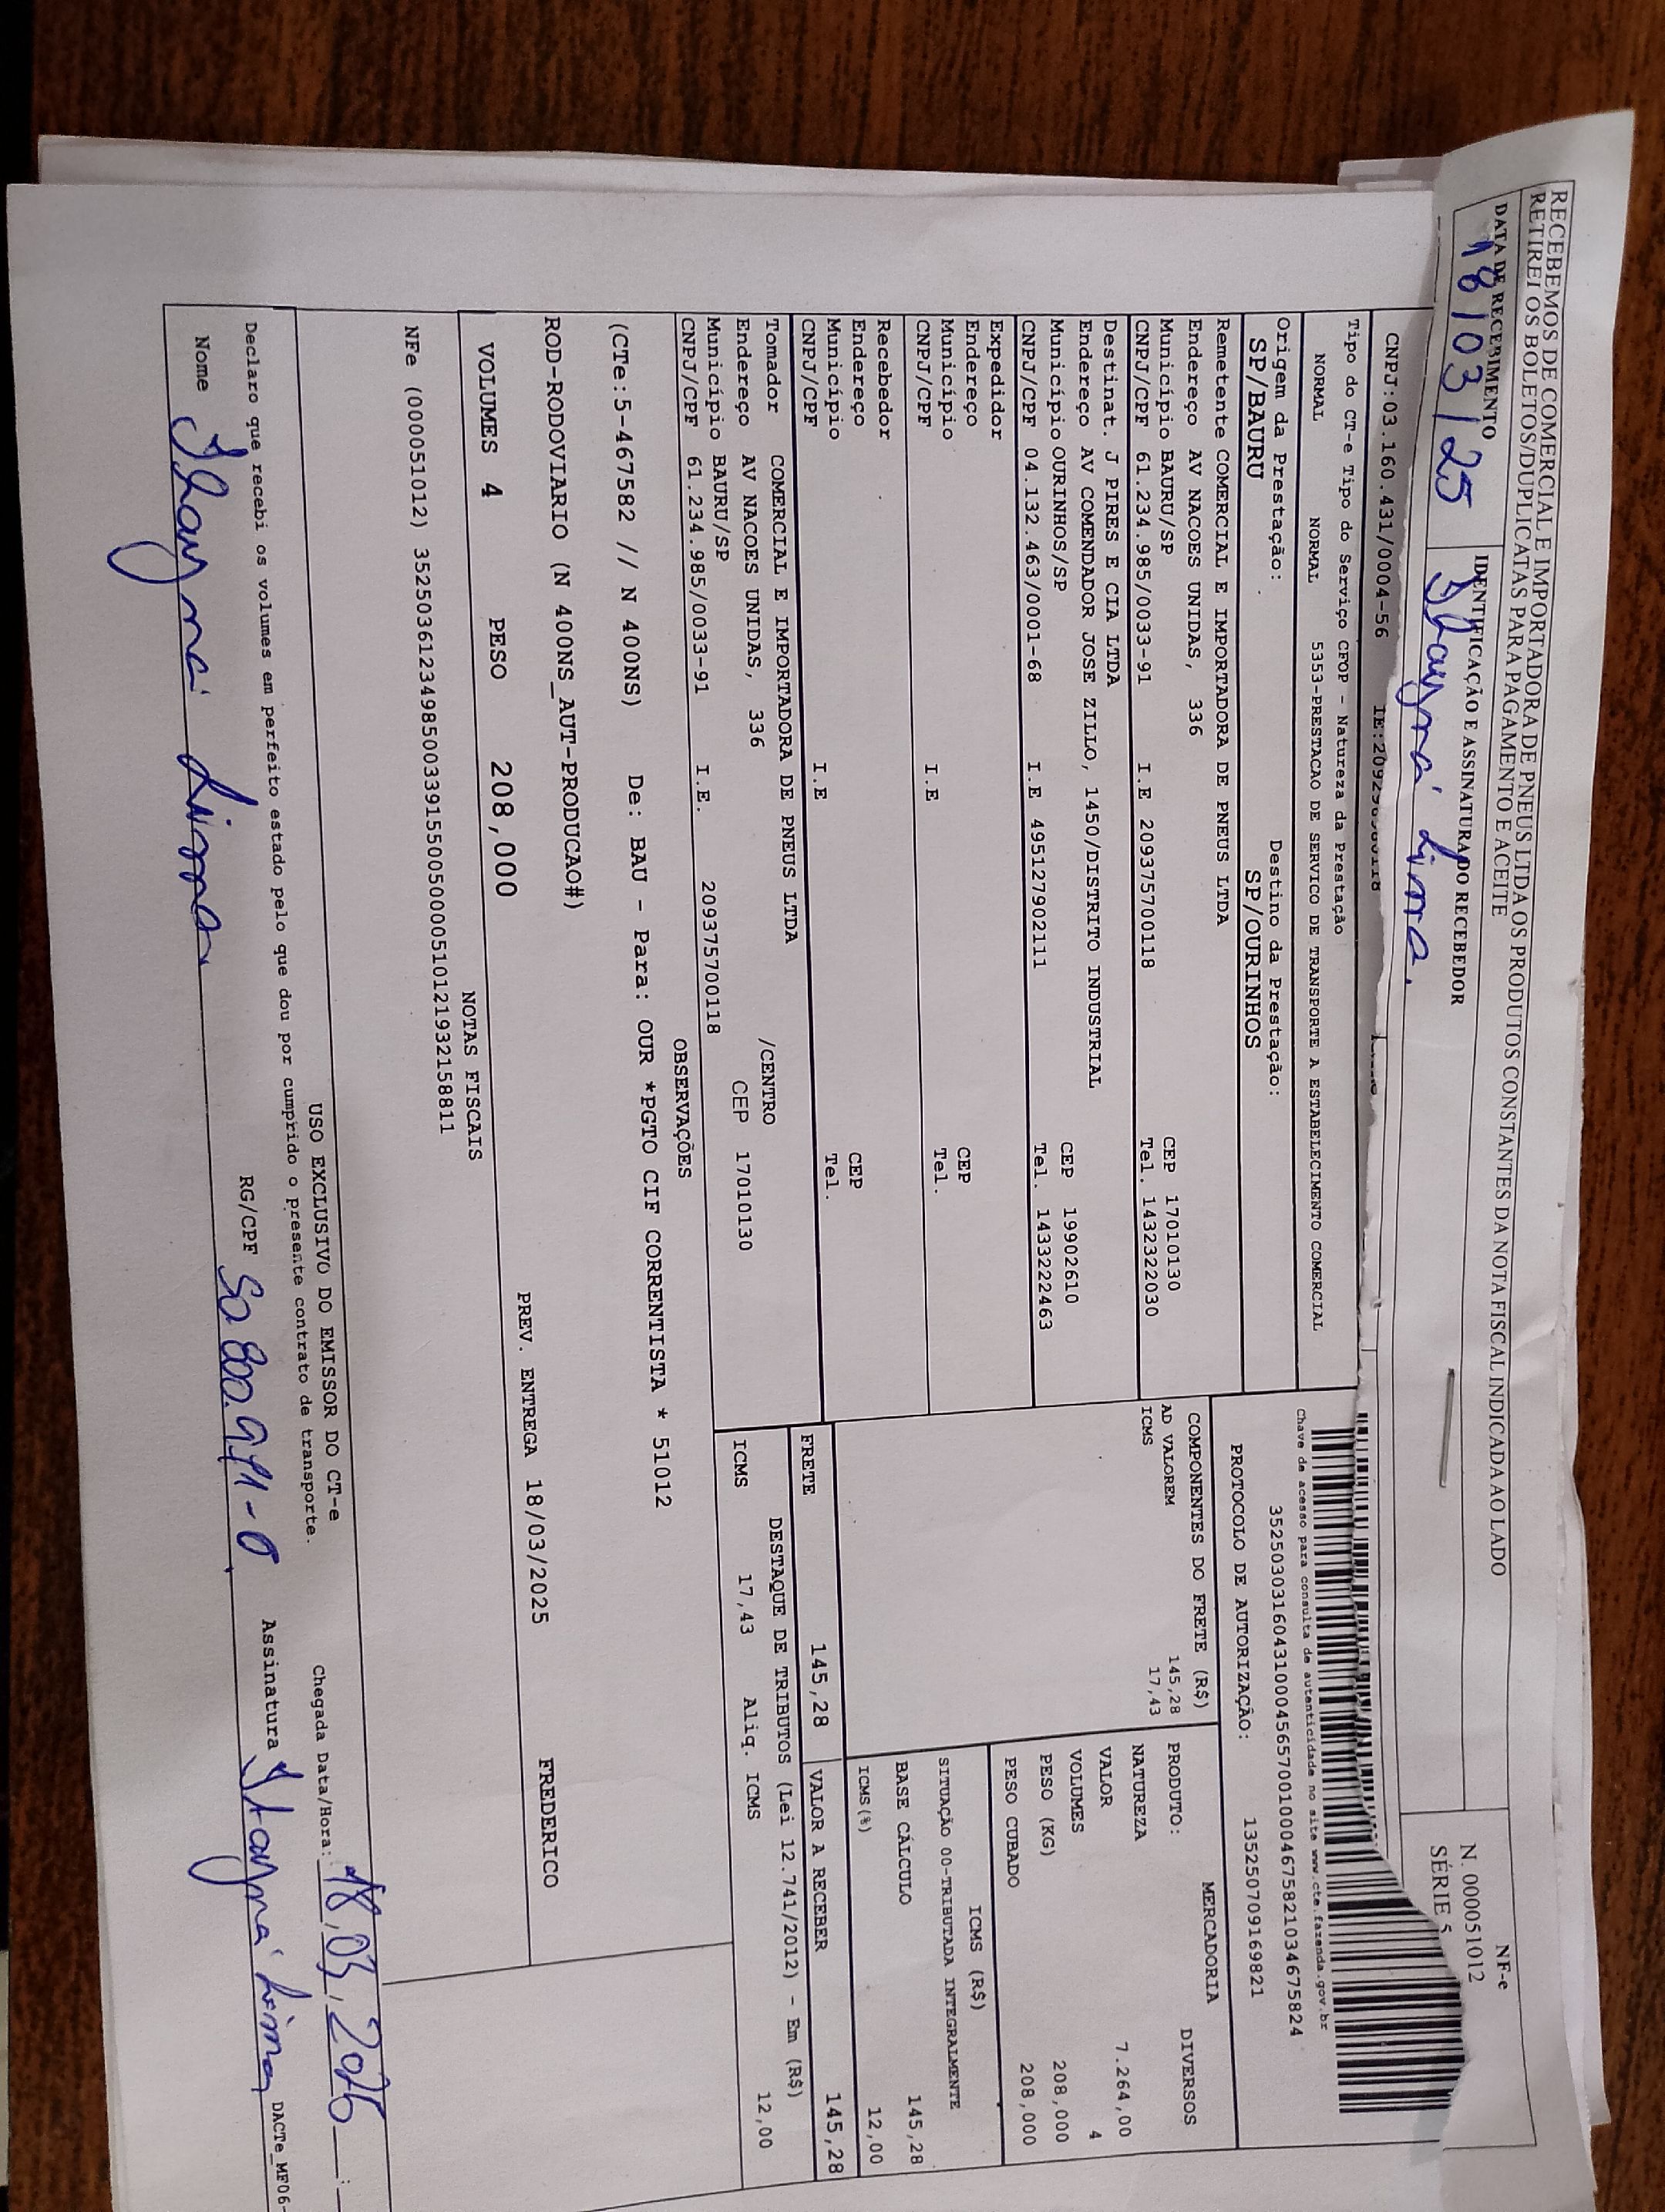 RECEBEMOS DE COMERCIAL E IMPORTADORA DE PNEUS LTDA OS PRODUTOS CONSTANTES DA NOTA FISCAL INDICADA AO LADO
RETIREI OS BOLETOS/DUPLICATAS PARA PAGAMENTO E ACEITE
DATA DE RECEBIMENTO
18/03/25
IDENTIFICAÇÃO E ASSINATURA DO RECEBEDOR
Lima.
NF-e
N. 000051012
SÉRIE 5
CNPJ:03.160.431/0004-56
Tipo do CT-e Tipo do Serviço CFOP - Natureza da Prestação
NORMAL NORMAL 5353-PRESTACAO DE SERVICO DE TRANSPORTE A ESTABELECIMENTO COMERCIAL
Chave de acesso para consulta de autenticidade no site www.cte.fazenda.gov.br
35250303160431000456570010004675821034675824
PROTOCOLO DE AUTORIZAÇÃO: 135250709169821
Origem da Prestação: Destino da Prestação:
SP/BAURU SP/OURINHOS
Remetente COMERCIAL E IMPORTADORA DE PNEUS LTDA
Endereço AV NACOES UNIDAS, 336
Município BAURU/SP CEP 17010130
CNPJ/CPF 61.234.985/0033-91 I.E 209375700118 Tel. 1432322030
Destinat. J PIRES E CIA LTDA
Endereço AV COMENDADOR JOSE ZILLO, 1450/DISTRITO INDUSTRIAL
Município OURINHOS/SP CEP 19902610
CNPJ/CPF 04.132.463/0001-68 I.E 495127902111 Tel. 1433222463
Expedidor
Endereço
Município CEP
CNPJ/CPF I.E Tel.
Recebedor
Endereço
Município CEP
CNPJ/CPF I.E Tel.
Tomador COMERCIAL E IMPORTADORA DE PNEUS LTDA
Endereço AV NACOES UNIDAS, 336 /CENTRO
Município BAURU/SP CEP 17010130
CNPJ/CPF 61.234.985/0033-91 I.E. 209375700118
COMPONENTES DO FRETE (R$)
AD VALOREM 145,28
ICMS 17,43
MERCADORIA
PRODUTO: DIVERSOS
NATUREZA
VALOR 7.264,00
VOLUMES 4
PESO (KG) 208,000
PESO CUBADO 208,000
ICMS (R$)
SITUAÇÃO 00-TRIBUTADA INTEGRALMENTE
BASE CÁLCULO 145,28
ICMS(%) 12,00
FRETE 145,28 VALOR A RECEBER 145,28
DESTAQUE DE TRIBUTOS (Lei 12.741/2012) - Em (R$)
ICMS 17,43 Aliq. ICMS 12,00
OBSERVAÇÕES
(CTe:5-467582 // N 400NS) De: BAU - Para: OUR *PGTO CIF CORRENTISTA * 51012
ROD-RODOVIARIO (N 400NS_AUT-PRODUCAO#)
VOLUMES 4 PESO 208,000 PREV. ENTREGA 18/03/2025 FREDERICO
NOTAS FISCAIS
NFe (000051012) 35250361234985003391550050000510121932158811
USO EXCLUSIVO DO EMISSOR DO CT-e
Declaro que recebi os volumes em perfeito estado pelo que dou por cumprido o presente contrato de transporte.
Chegada Data/Hora: 18,03,2025 :
Nome Lima RG/CPF Assinatura Lima
DACTe_MF06-